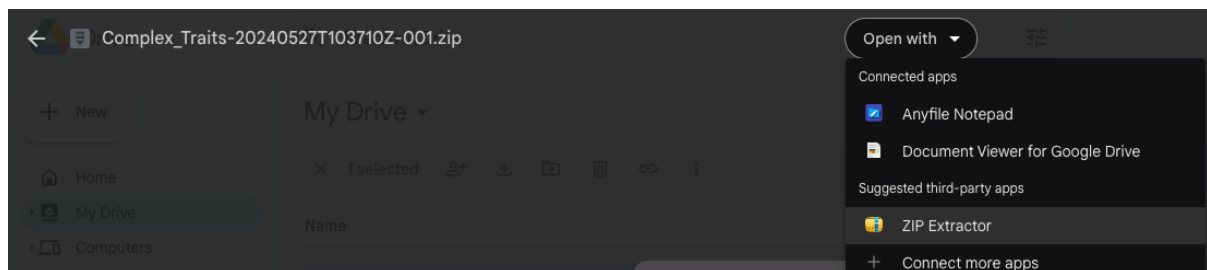 Complex_Traits-20240527T103710Z-001.zip
Open with
Connected apps
New
My Drive
Anyfile Notepad
Document Viewer for Google Drive
1 selected
Home
Suggested third-party apps
My Drive
Name
ZIP Extractor
Computers
Connect more apps